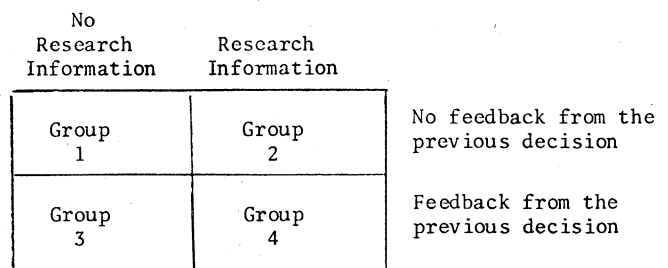 No
Research
Information
Research
Information
Group
1
Group
2
No feedback from the
previous decision
Group
3
Group
4
Feedback from the
previous decision